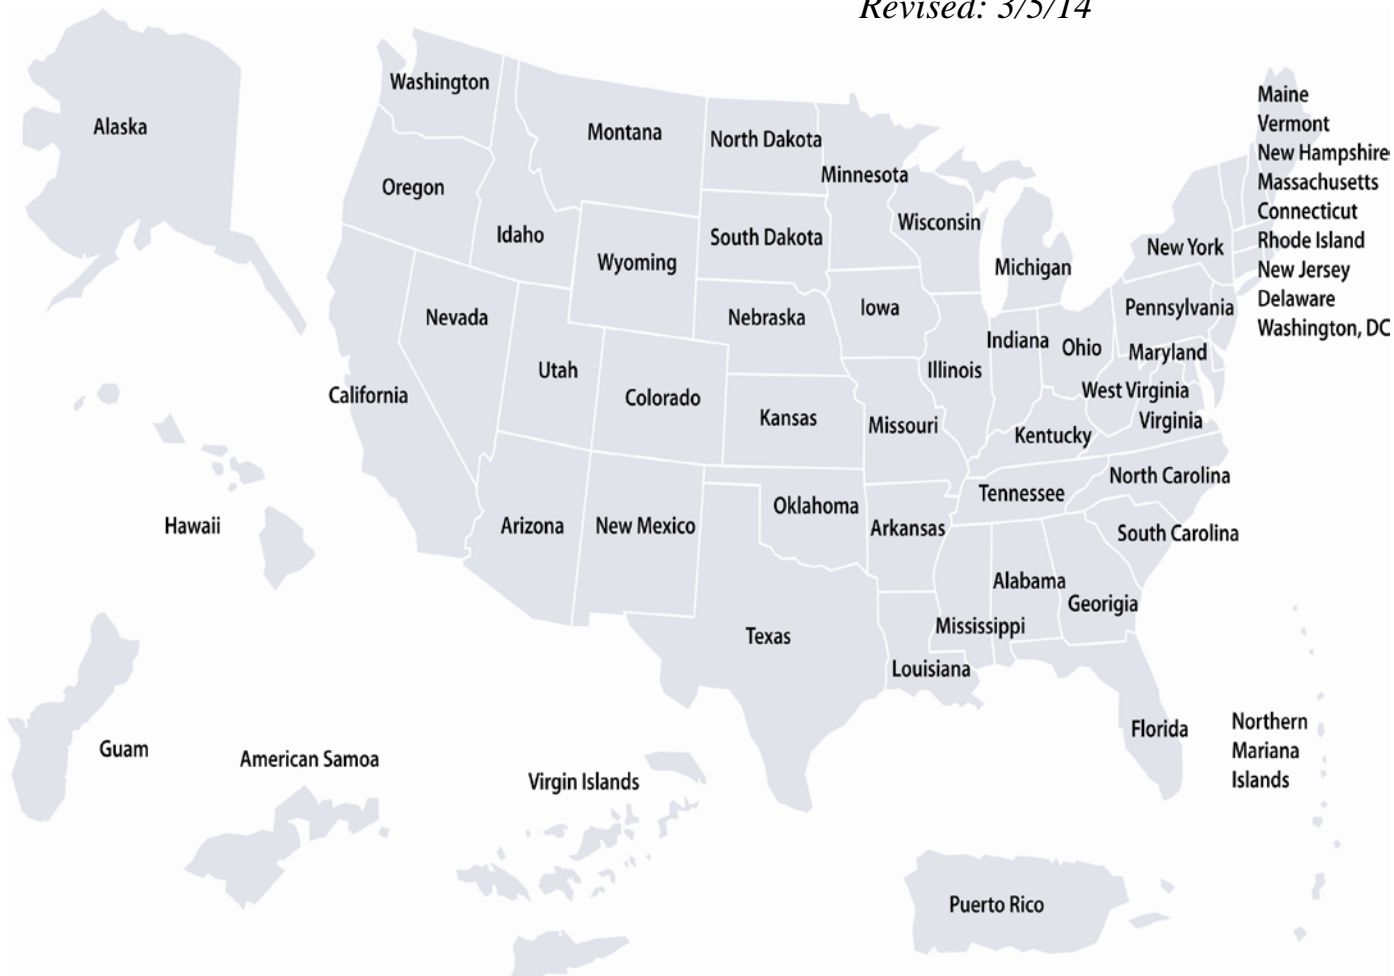 Revised: 3/5/14
Washington
Alaska
Montana
North Dakota
Minnesota
Oregon
Idaho
Wyoming
South Dakota
Wisconsin
Michigan
New York
Maine
Vermont
New Hampshire
Massachusetts
Connecticut
Rhode Island
New Jersey
Delaware
Washington, DC
Nevada
Utah
Colorado
Nebraska
Iowa
Illinois
Indiana
Ohio
Pennsylvania
Maryland
West Virginia
Virginia
California
Kansas
Missouri
Kentucky
North Carolina
Tennessee
South Carolina
Arizona
New Mexico
Oklahoma
Arkansas
Hawaii
Texas
Louisiana
Mississippi
Alabama
Georigia
Florida
Northern
Mariana
Islands
Guam
American Samoa
Virgin Islands
Puerto Rico